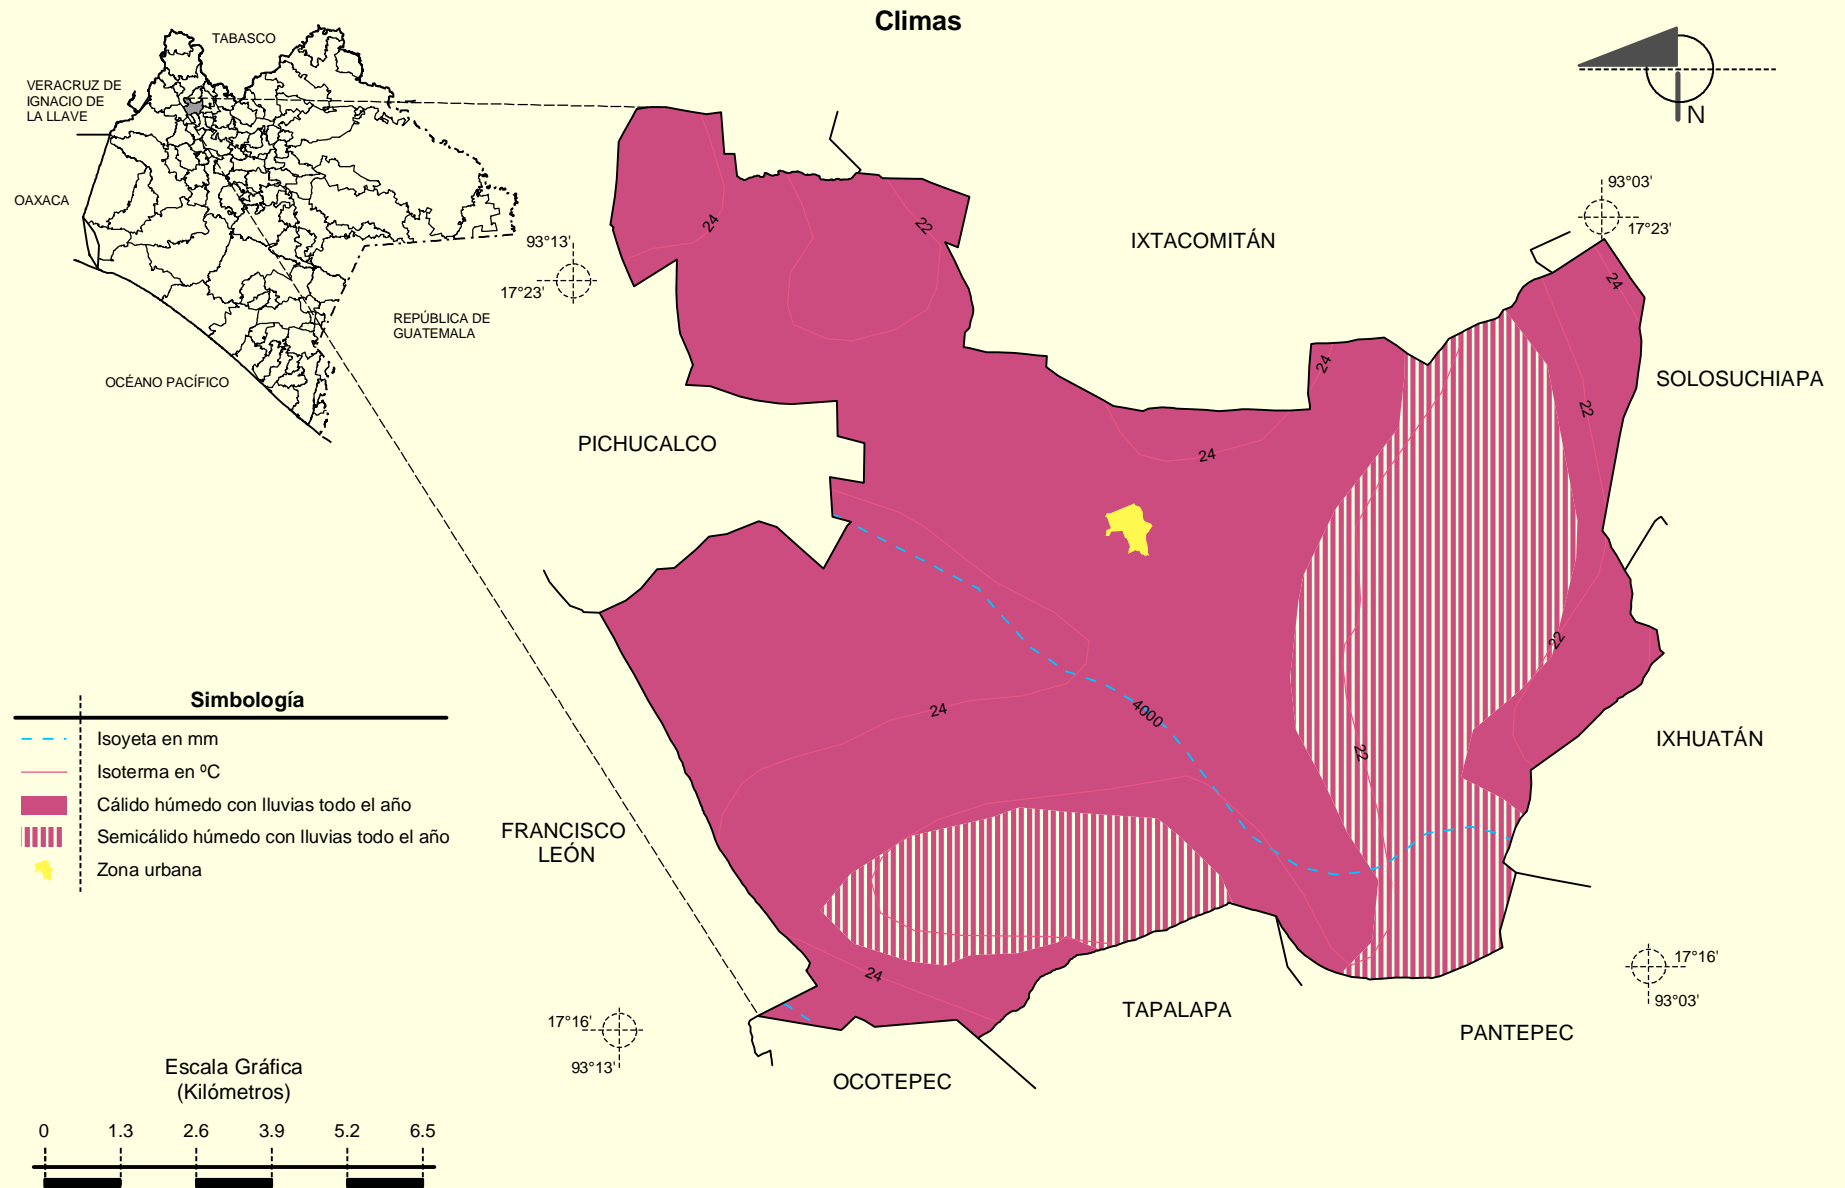 Climas
TABASCO
VERACRUZ DE
IGNACIO DE
LA LLAVE
OAXACA
REPÚBLICA DE
GUATEMALA
OCÉANO PACÍFICO
N
93°13'
17°23'
93°03'
17°23'
IXTACOMITÁN
SOLOSUCHIAPA
PICHUCALCO
IXHUATÁN
FRANCISCO
LEÓN
TAPALAPA
PANTEPEC
OCOTEPEC
24
22
24
24
22
24
22
24
4000
22
24
17°16'
93°03'
17°16'
93°13'
Simbología
Isoyeta en mm
Isoterma en ºC
Cálido húmedo con lluvias todo el año
Semicálido húmedo con lluvias todo el año
Zona urbana
Escala Gráfica
(Kilómetros)
0 1.3 2.6 3.9 5.2 6.5